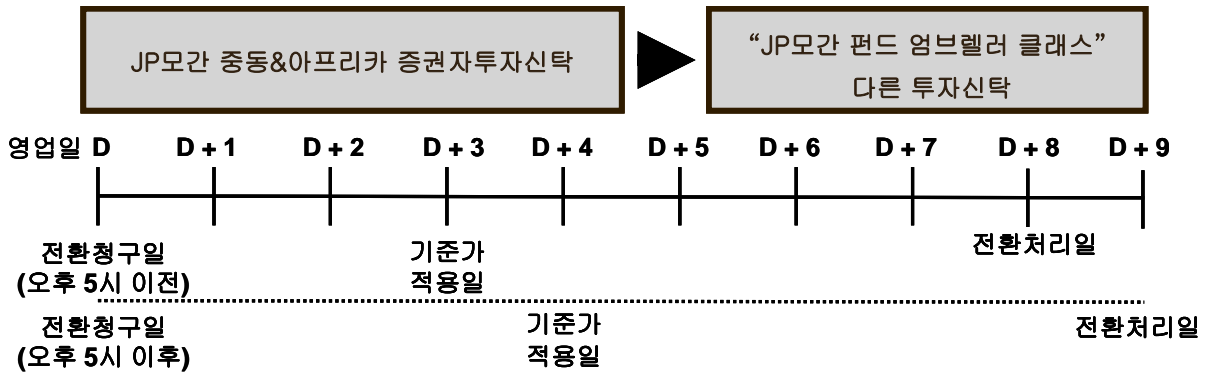 JP모간 중동&아프리카 증권자투자신탁
“JP모간 펀드 엄브렐러 클래스”
다른 투자신탁
영업일 D D + 1 D + 2 D + 3 D + 4 D + 5 D + 6 D + 7 D + 8 D + 9
전환청구일 기준가 전환처리일
(오후 5시 이전) 적용일
전환청구일 기준가 전환처리일
(오후 5시 이후) 적용일